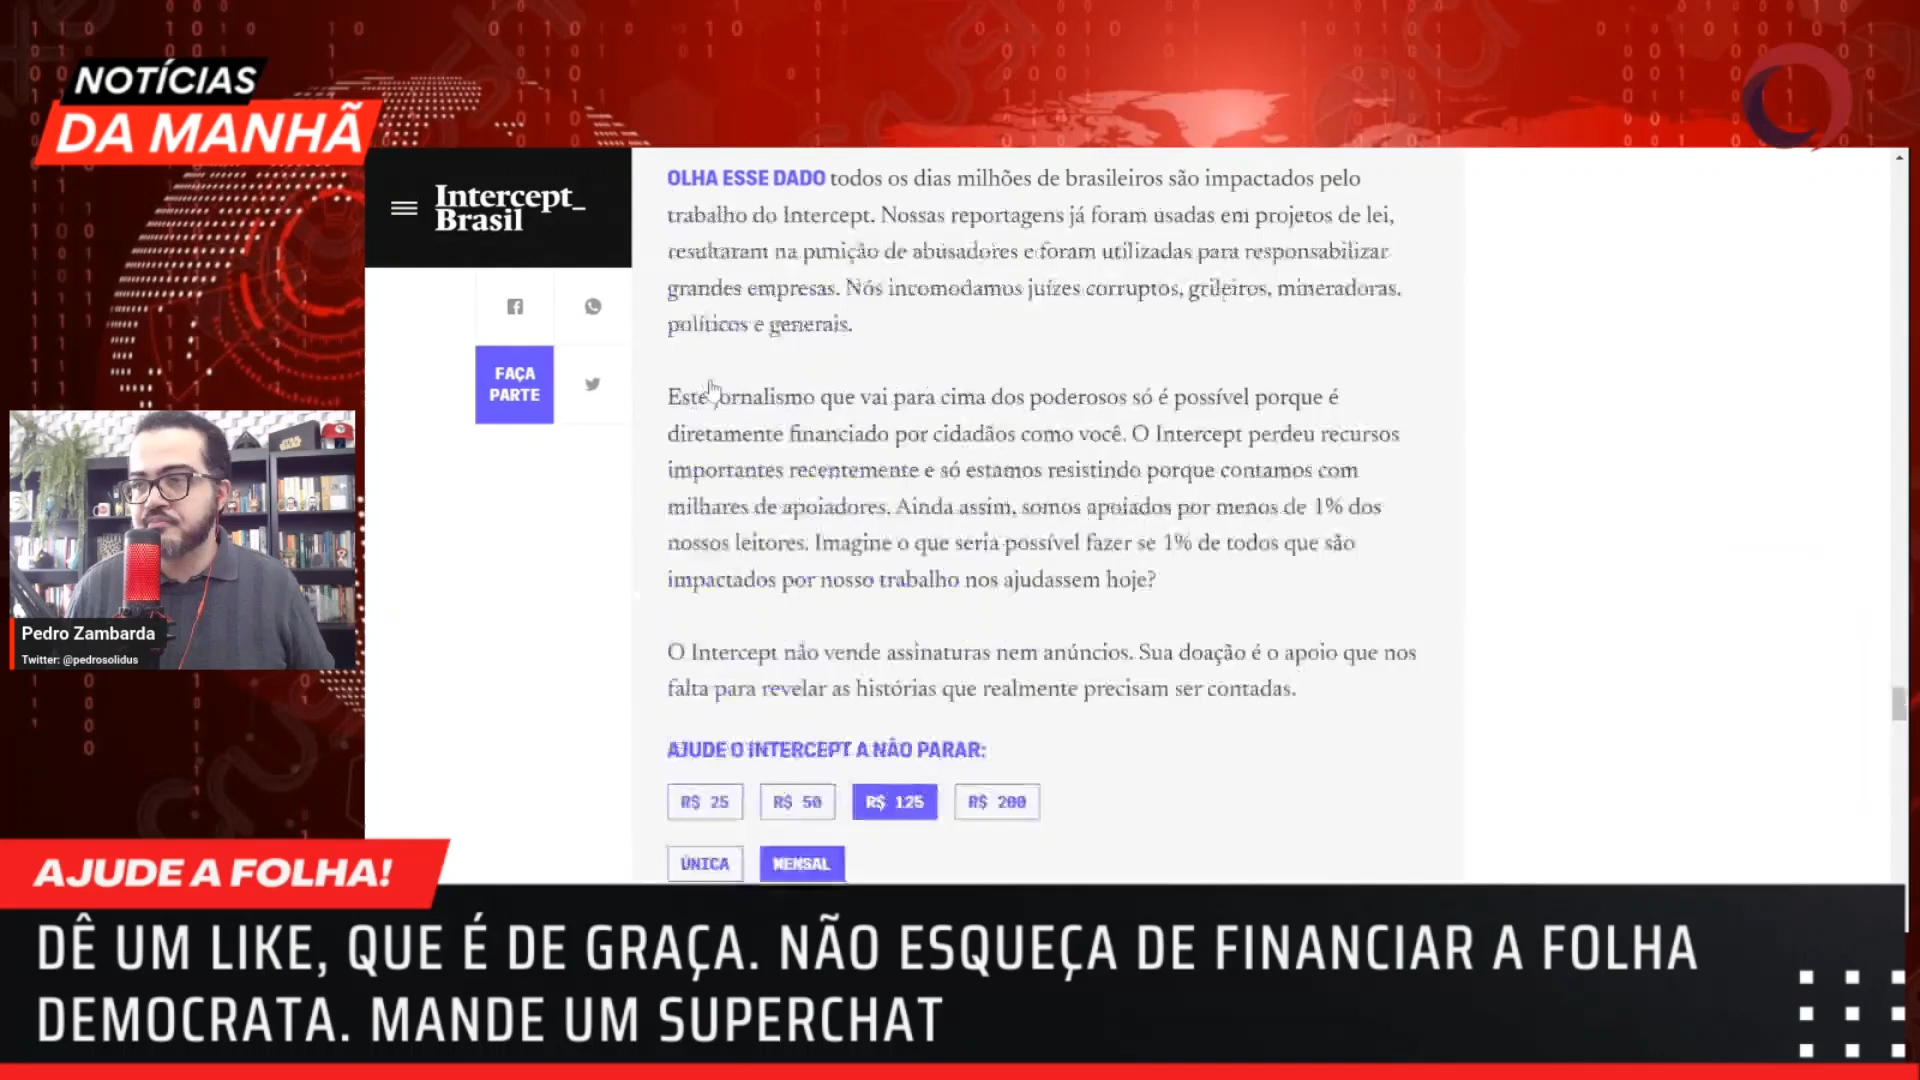 NOTÍCIAS
DA MANHÃ
Intercept_
Brasil
FAÇA
PARTE
OLHA ESSE DADO todos os dias milhões de brasileiros são impactados pelo
trabalho do Intercept. Nossas reportagens já foram usadas em projetos de lei,
resultaram na punição de abusadores e foram utilizadas para responsabilizar
grandes empresas. Nós incomodamos juízes corruptos, grileiros, mineradoras,
políticos e generais.
Este jornalismo que vai para cima dos poderosos só é possível porque é
diretamente financiado por cidadãos como você. O Intercept perdeu recursos
importantes recentemente e só estamos resistindo porque contamos com
milhares de apoiadores. Ainda assim, somos apoiados por menos de 1% dos
nossos leitores. Imagine o que seria possível fazer se 1% de todos que são
impactados por nosso trabalho nos ajudassem hoje?
O Intercept não vende assinaturas nem anúncios. Sua doação é o apoio que nos
falta para revelar as histórias que realmente precisam ser contadas.
AJUDE O INTERCEPT A NÃO PARAR:
R$ 25 R$ 50 R$ 125 R$ 200
ÚNICA MENSAL
Pedro Zambarda
Twitter: @pedrosolidus
AJUDE A FOLHA!
DÊ UM LIKE, QUE É DE GRAÇA. NÃO ESQUEÇA DE FINANCIAR A FOLHA
DEMOCRATA. MANDE UM SUPERCHAT